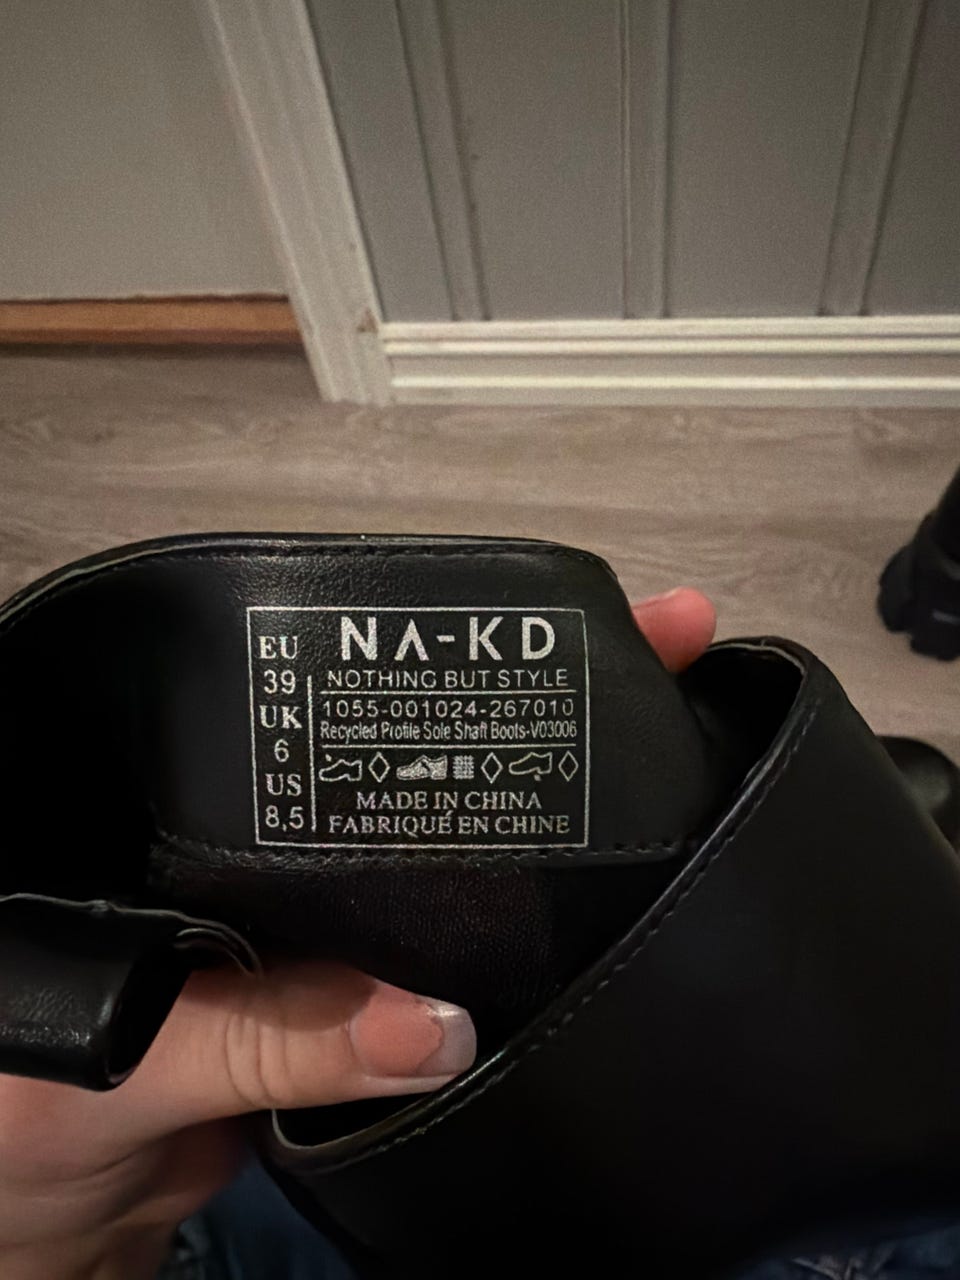 EU
39
UK
6
US
8,5
NA-KD
NOTHING BUT STYLE
1055-001024-267010
Recycled Profile Sole Shaft Boots-V03006
MADE IN CHINA
FABRIQUÉ EN CHINE